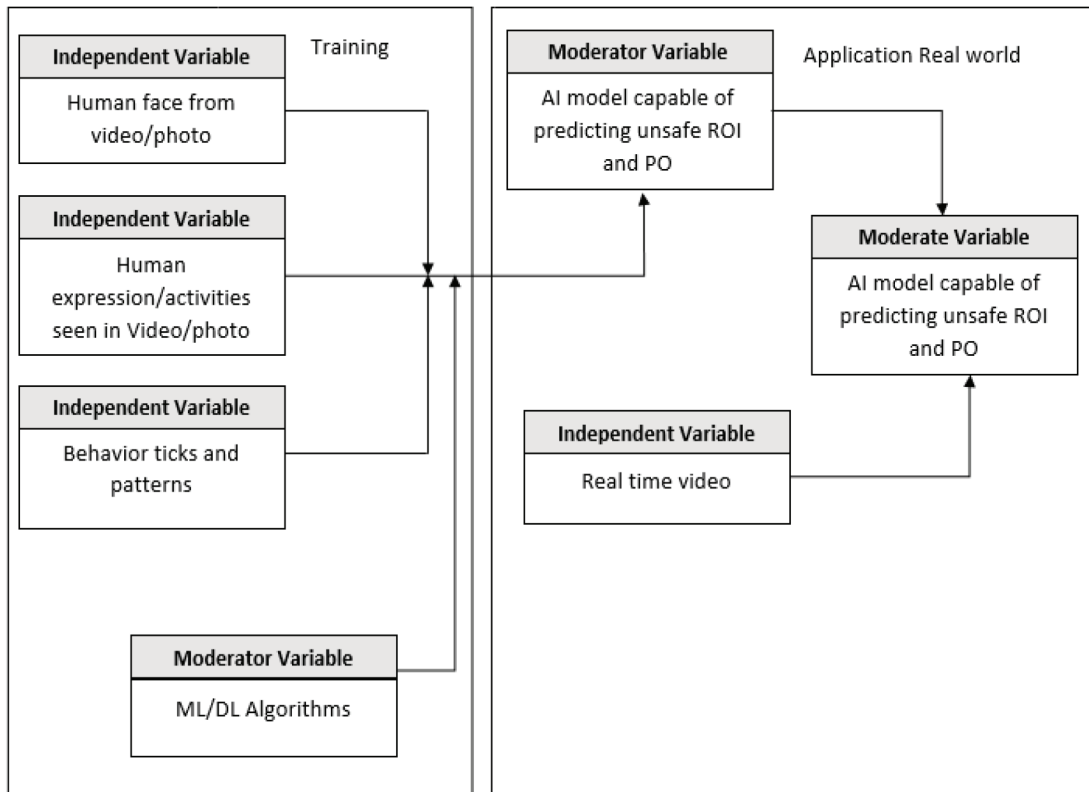 Training
Independent Variable
Human face from
video/photo
Independent Variable
Human
expression/activities
seen in Video/photo
Independent Variable
Behavior ticks and
patterns
Moderator Variable
ML/DL Algorithms
Application Real world
Moderator Variable
AI model capable of
predicting unsafe ROI
and PO
Moderate Variable
AI model capable of
predicting unsafe ROI
and PO
Independent Variable
Real time video